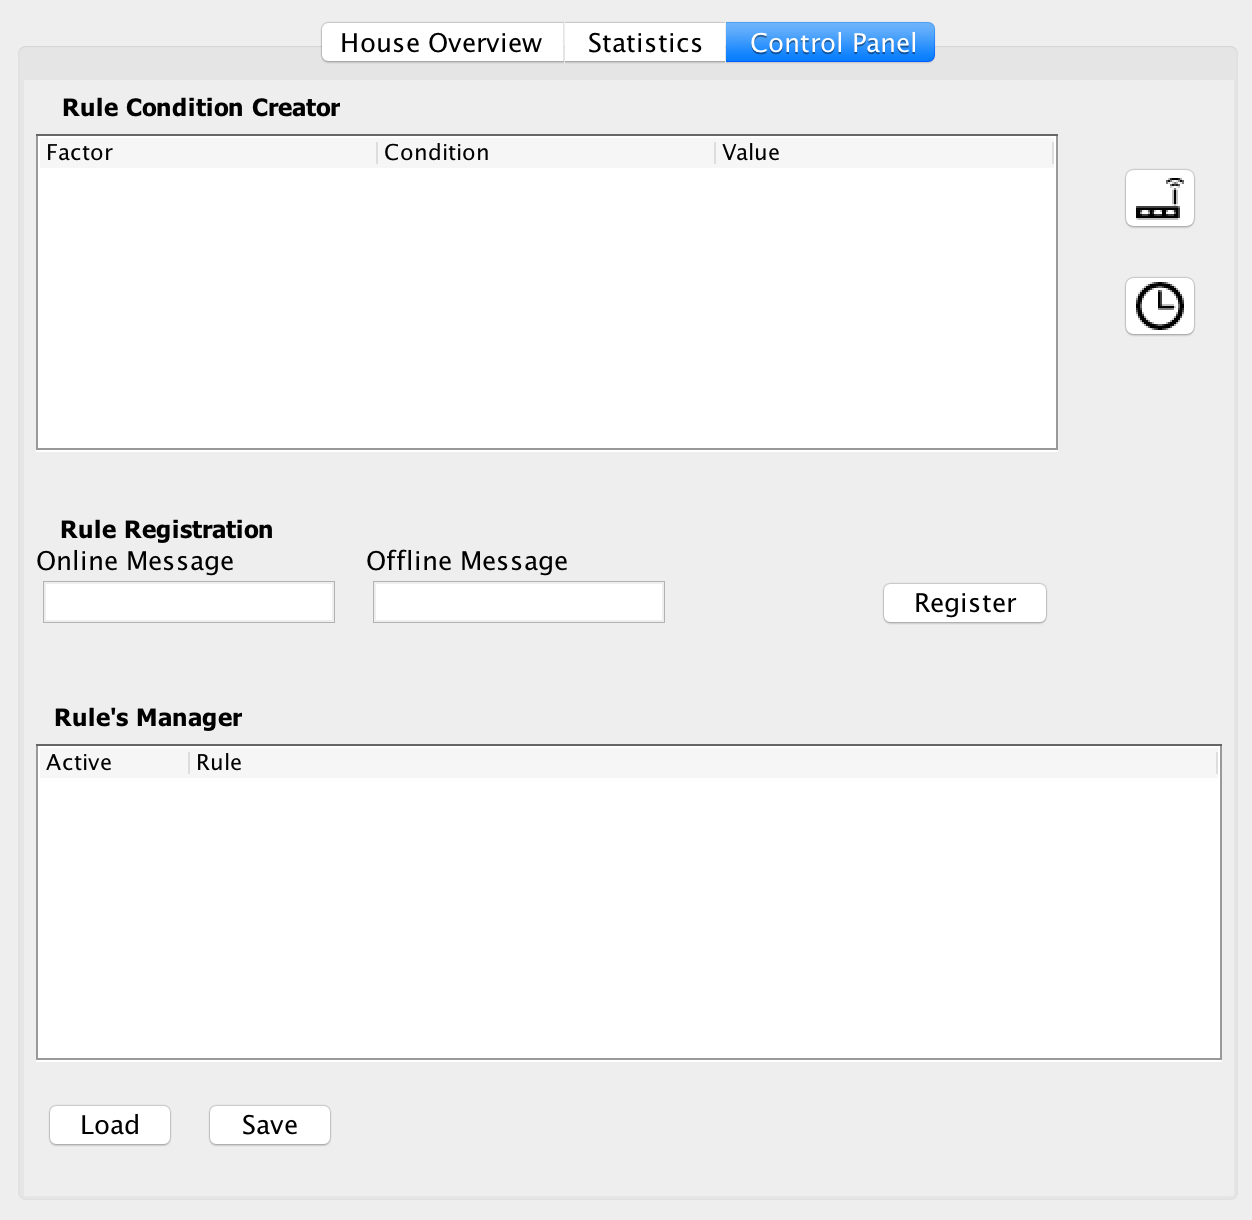 House Overview Statistics Control Panel
Rule Condition Creator
Factor Condition Value
Rule Registration
Online Message Offline Message
Register
Rule's Manager
Active Rule
Load Save